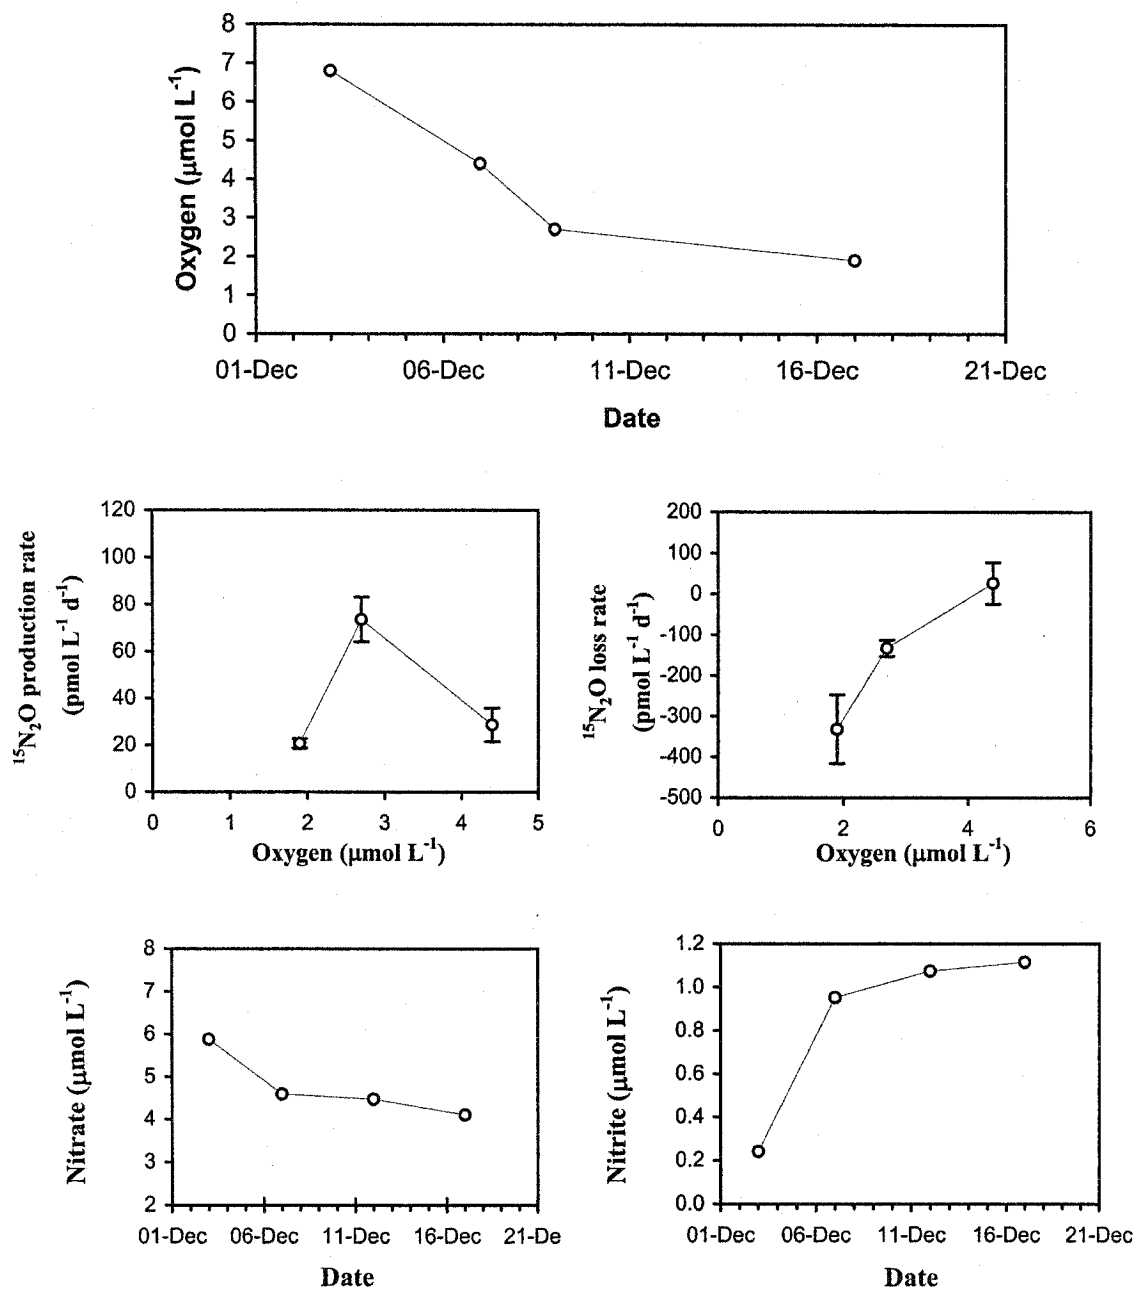 8
7
6
5
4
3
2
1
0
Oxygen (μmol L⁻¹)
01-Dec 06-Dec 11-Dec 16-Dec 21-Dec
Date
120
100
80
60
40
20
0
¹⁵N₂O production rate
(pmol L⁻¹ d⁻¹)
0 1 2 3 4 5
Oxygen (μmol L⁻¹)
200
100
0
-100
-200
-300
-400
-500
¹⁵N₂O loss rate
(pmol L⁻¹ d⁻¹)
0 2 4 6
Oxygen (μmol L⁻¹)
8
7
6
5
4
3
2
Nitrate (μmol L⁻¹)
01-Dec 06-Dec 11-Dec 16-Dec 21-De
Date
1.2
1.0
0.8
0.6
0.4
0.2
0.0
Nitrite (μmol L⁻¹)
01-Dec 06-Dec 11-Dec 16-Dec 21-Dec
Date